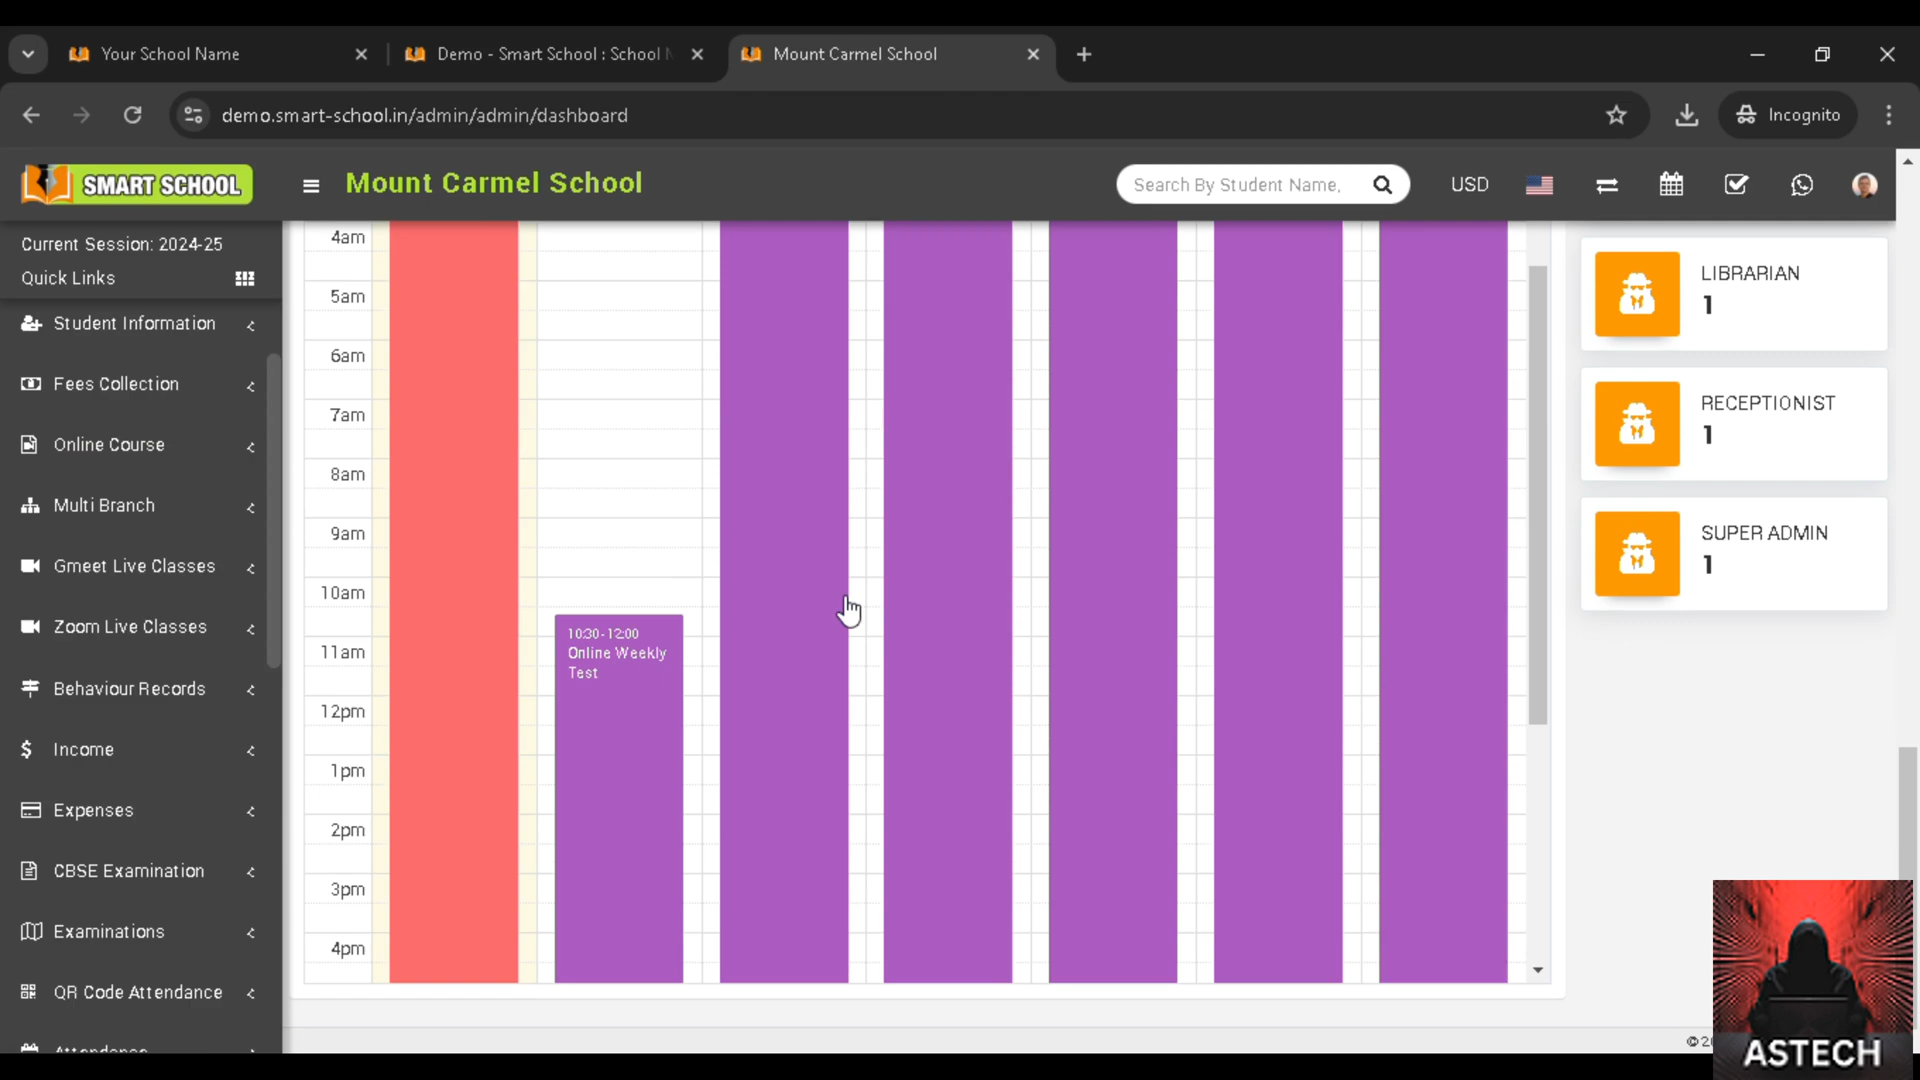 Your School Name
Demo - Smart School : School
Mount Carmel School
demo.smart-school.in/admin/admin/dashboard
Incognito
SMART SCHOOL
Mount Carmel School
Search By Student Name,
USD
Current Session: 2024-25
Quick Links
Student Information
Fees Collection
Online Course
Multi Branch
Gmeet Live Classes
Zoom Live Classes
Behaviour Records
Income
Expenses
CBSE Examination
Examinations
QR Code Attendance
Attendance
4am
5am
6am
7am
8am
9am
10am
11am
12pm
1pm
2pm
3pm
4pm
10:30 - 12:00
Online Weekly
Test
LIBRARIAN
1
RECEPTIONIST
1
SUPER ADMIN
1
ASTECH